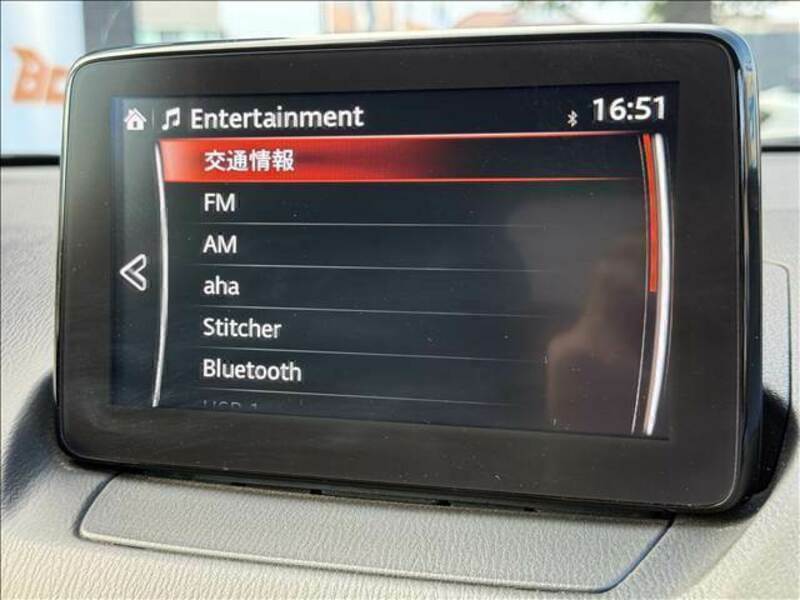 Entertainment
16:51
交通情報
FM
AM
aha
Stitcher
Bluetooth